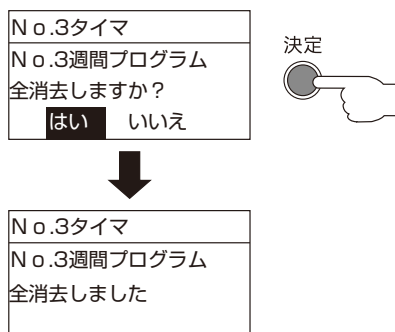 Ｎｏ.3タイマ
Ｎｏ.3週間プログラム
全消去しますか？
はい　いいえ
決定
Ｎｏ.3タイマ
Ｎｏ.3週間プログラム
全消去しました